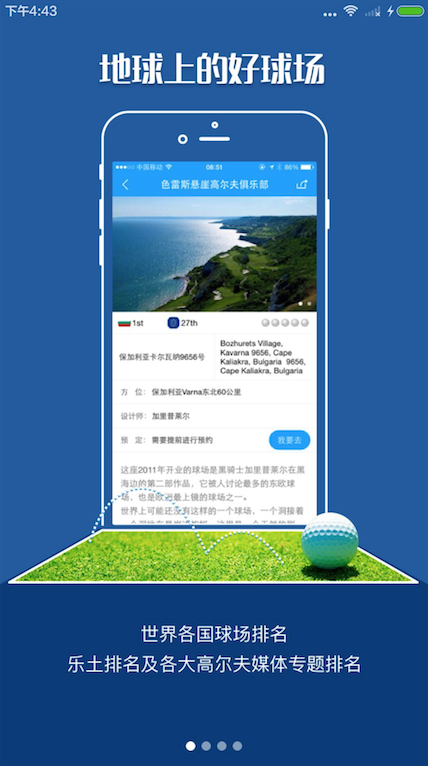 下午4:43
地球上的好球场
中国移动 08:51 86%
色雷斯悬崖高尔夫俱乐部
1st 27th
保加利亚卡尔瓦纳9656号
Bozhurets Village,
Kavarna 9656, Cape
Kaliakra, Bulgaria 9656,
Cape Kaliakra, Bulgaria
方 位: 保加利亚Varna东北60公里
设计师: 加里普莱尔
预 定: 需要提前进行预约
我要去
这座2011年开业的球场是黑骑士加里普莱尔在黑
海边的第二部作品，它被人讨论最多的东欧球
场，也是欧洲最上镜的球场之一。
世界上可能还没有这样的一个球场，一个洞接着
世界各国球场排名
乐土排名及各大高尔夫媒体专题排名